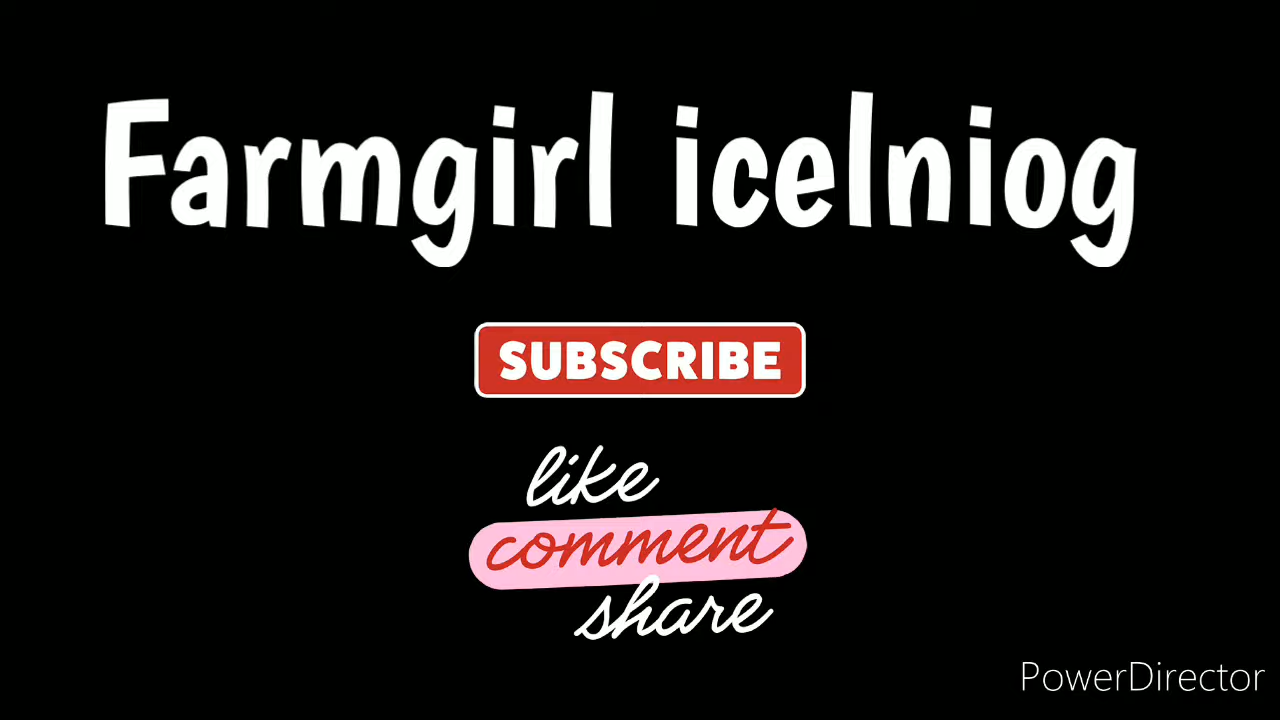 Farmgirl icelniog
SUBSCRIBE
like
comment
share
PowerDirector